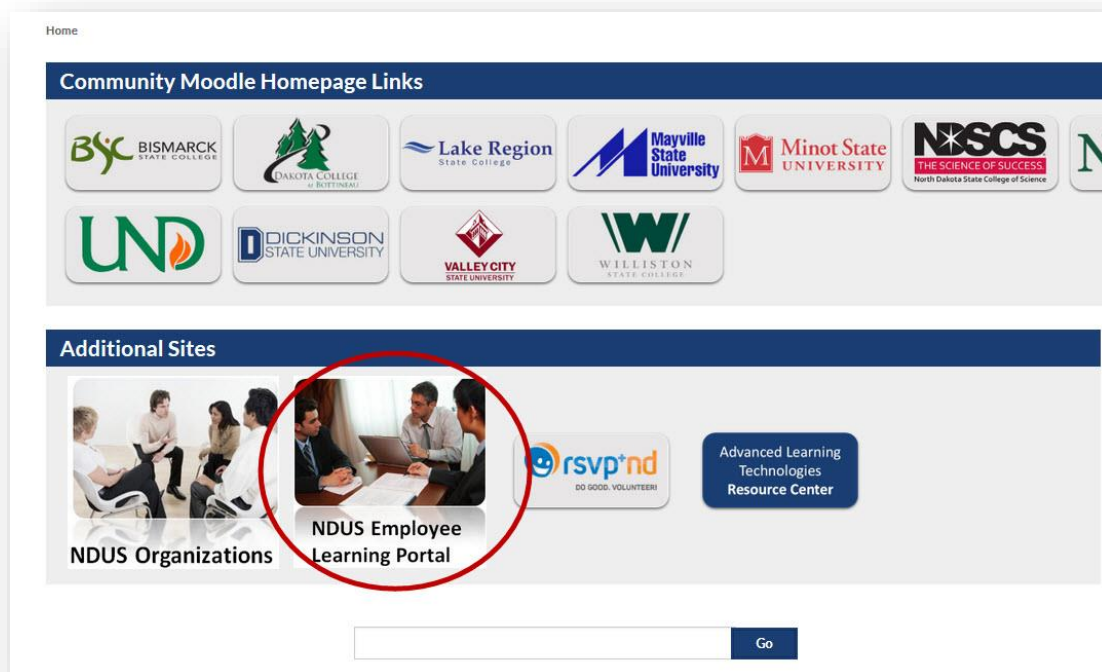 Home
Community Moodle Homepage Links
BSC BISMARCK
STATE COLLEGE
DAKOTA COLLEGE
AT BOTTINEAU
Lake Region
State College
Mayville
State
University
M Minot State
UNIVERSITY
NDSCS
THE SCIENCE OF SUCCESS.
North Dakota State College of Science
N
UND
D DICKINSON
STATE UNIVERSITY
VALLEY CITY
STATE UNIVERSITY
W
WILLISTON
STATE COLLEGE
Additional Sites
NDUS Organizations
NDUS Employee
Learning Portal
rsvp+nd
DO GOOD. VOLUNTEER!
Advanced Learning
Technologies
Resource Center
Go